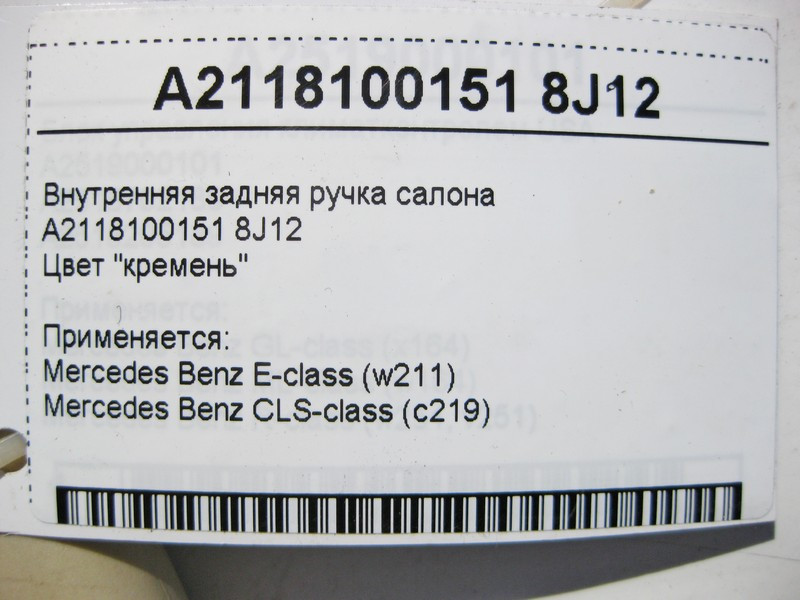 A2118100151 8J12
Внутренняя задняя ручка салона
A2118100151 8J12
Цвет "кремень"
Применяется:
Mercedes Benz E-class (w211)
Mercedes Benz CLS-class (c219)